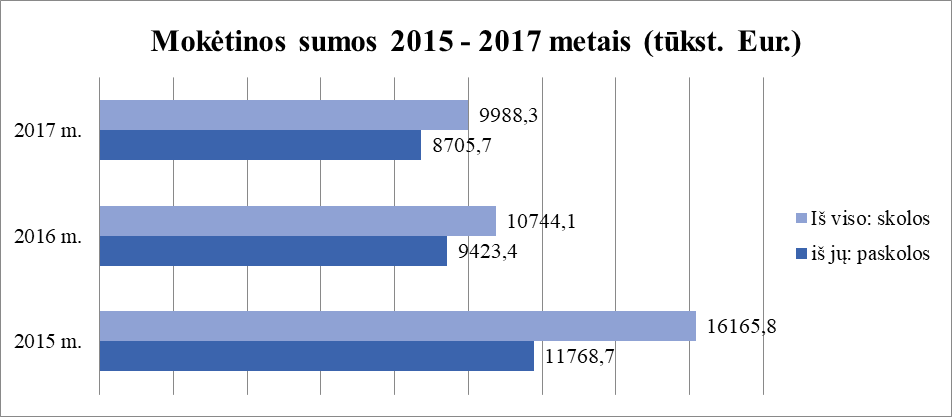 Mokėtinos sumos 2015 - 2017 metais (tūkst. Eur.)
2017 m.
9988,3
8705,7
2016 m.
10744,1
9423,4
2015 m.
16165,8
11768,7
Iš viso: skolos
iš jų: paskolos